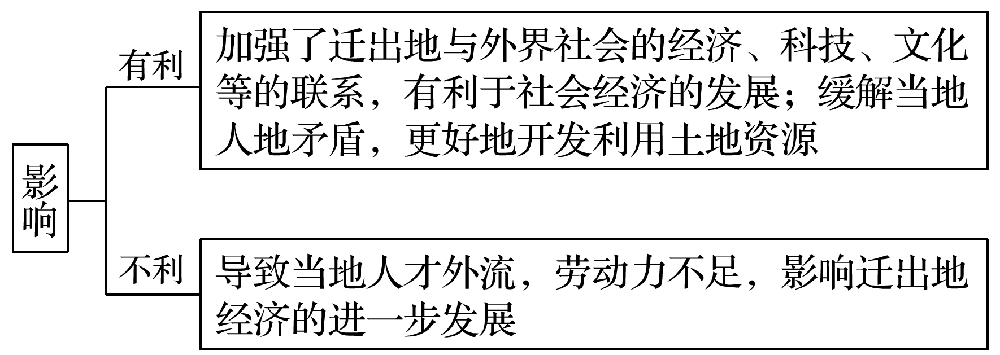 影
响
有利
加强了迁出地与外界社会的经济、科技、文化
等的联系，有利于社会经济的发展；缓解当地
人地矛盾，更好地开发利用土地资源
不利
导致当地人才外流，劳动力不足，影响迁出地
经济的进一步发展